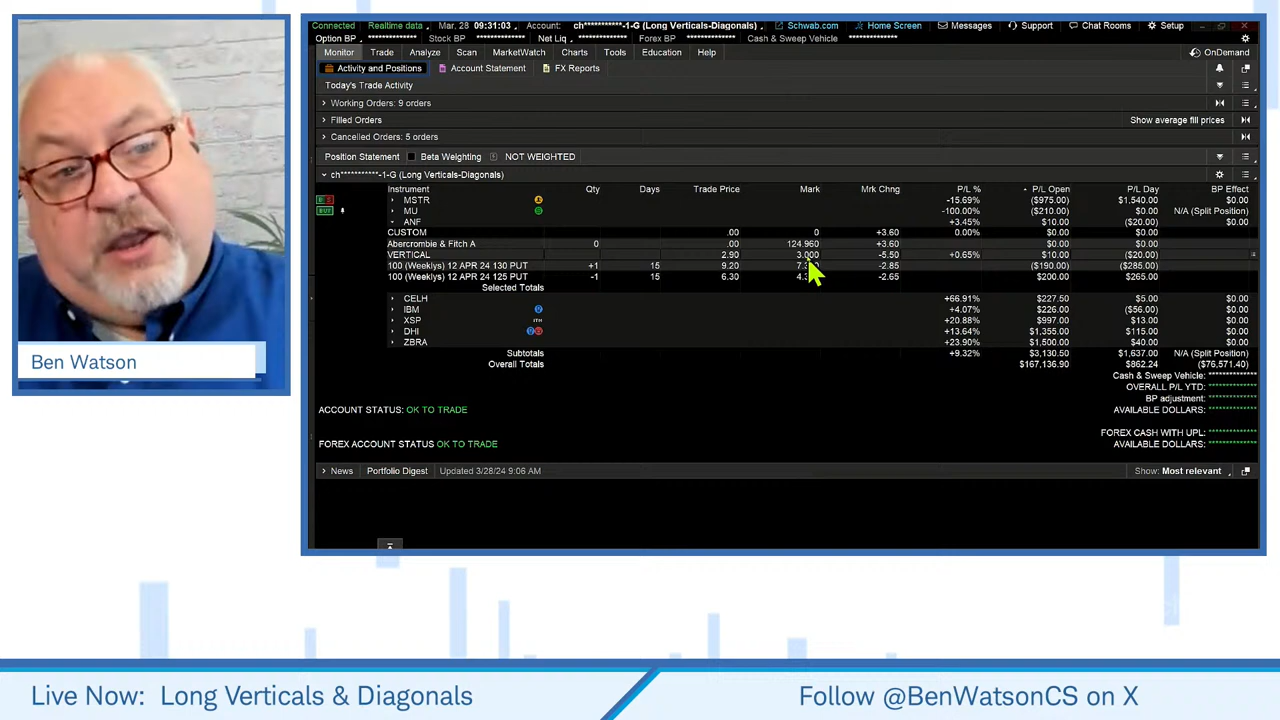 Connected Realtime data Mar. 28 09:31:03 Account: ch**********-1-G (Long Verticals-Diagonals) Schwab.com Home Screen Messages Support Chat Rooms Setup
Option BP ************** Stock BP ************** Net Liq ************** Forex BP ************** Cash & Sweep Vehicle **************
Monitor Trade Analyze Scan MarketWatch Charts Tools Education Help OnDemand
Activity and Positions Account Statement FX Reports
Today's Trade Activity
Working Orders: 9 orders
Filled Orders Show average fill prices
Cancelled Orders: 5 orders
Position Statement Beta Weighting NOT WEIGHTED
ch**********-1-G (Long Verticals-Diagonals)
Instrument Qty Days Trade Price Mark Mrk Chng P/L % P/L Open P/L Day BP Effect
MSTR -15.69% ($975.00) $1,540.00 $0.00
BUY MU -100.00% ($210.00) $0.00 N/A (Split Position)
ANF +3.45% $10.00 ($20.00) $0.00
CUSTOM .00 0 +3.60 0.00% $0.00 $0.00
Abercrombie & Fitch A 0 .00 124.960 +3.60 $0.00 $0.00
VERTICAL 2.90 3.000 -5.50 +0.65% $10.00 ($20.00)
100 (Weeklys) 12 APR 24 130 PUT +1 15 9.20 -2.85 ($190.00) ($285.00)
100 (Weeklys) 12 APR 24 125 PUT -1 15 6.30 -2.65 $200.00 $265.00
Selected Totals
CELH +66.91% $227.50 $5.00 $0.00
IBM +4.07% $226.00 ($56.00) $0.00
XSP +20.88% $997.00 $13.00 $0.00
DHI +13.64% $1,355.00 $115.00 $0.00
ZBRA +23.90% $1,500.00 $40.00 $0.00
Subtotals +9.32% $3,130.50 $1,637.00 N/A (Split Position)
Overall Totals $167,136.90 $862.24 ($76,571.40)
Cash & Sweep Vehicle: **************
OVERALL P/L YTD: **************
BP adjustment: **************
ACCOUNT STATUS: OK TO TRADE AVAILABLE DOLLARS: **************
FOREX CASH WITH UPL: **************
FOREX ACCOUNT STATUS OK TO TRADE AVAILABLE DOLLARS: **************
News Portfolio Digest Updated 3/28/24 9:06 AM Show: Most relevant
Ben Watson
Live Now: Long Verticals & Diagonals Follow @BenWatsonCS on X